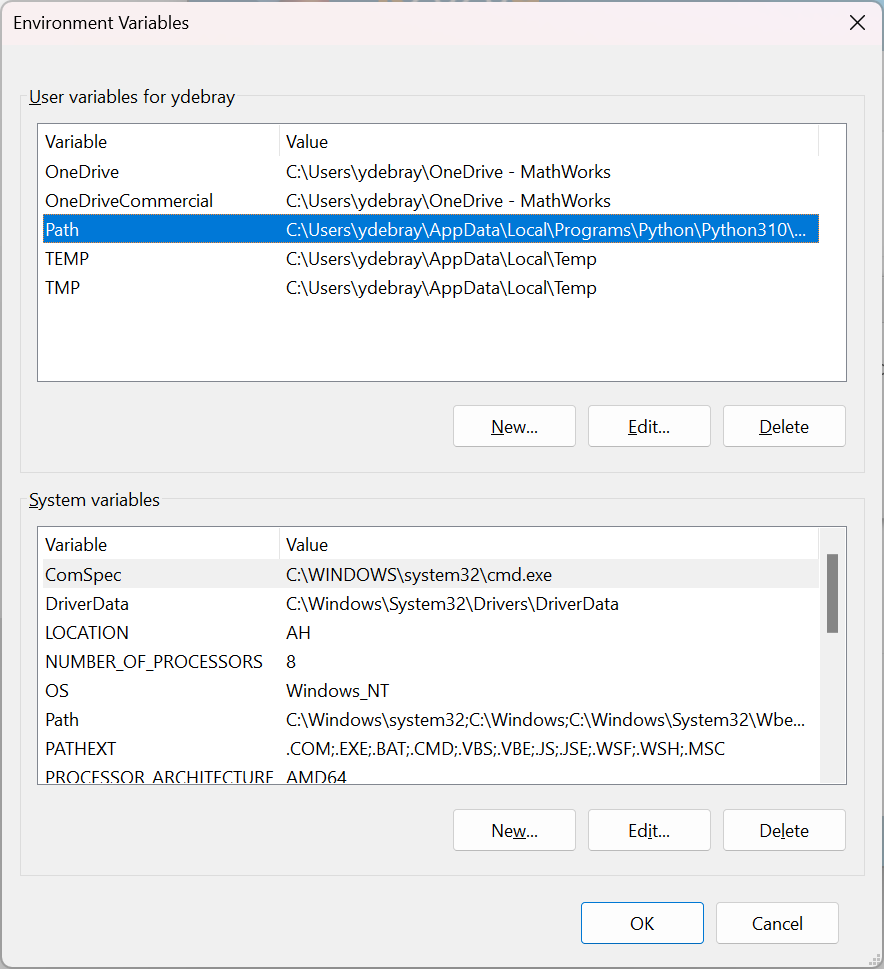 Environment Variables
User variables for ydebray
Variable Value
OneDrive C:\Users\ydebray\OneDrive - MathWorks
OneDriveCommercial C:\Users\ydebray\OneDrive - MathWorks
Path C:\Users\ydebray\AppData\Local\Programs\Python\Python310\...
TEMP C:\Users\ydebray\AppData\Local\Temp
TMP C:\Users\ydebray\AppData\Local\Temp
New... Edit... Delete
System variables
Variable Value
ComSpec C:\WINDOWS\system32\cmd.exe
DriverData C:\Windows\System32\Drivers\DriverData
LOCATION AH
NUMBER_OF_PROCESSORS 8
OS Windows_NT
Path C:\Windows\system32;C:\Windows;C:\Windows\System32\Wbe...
PATHEXT .COM;.EXE;.BAT;.CMD;.VBS;.VBE;.JS;.JSE;.WSF;.WSH;.MSC
PROCESSOR_ARCHITECTURE AMD64
New... Edit... Delete
OK Cancel